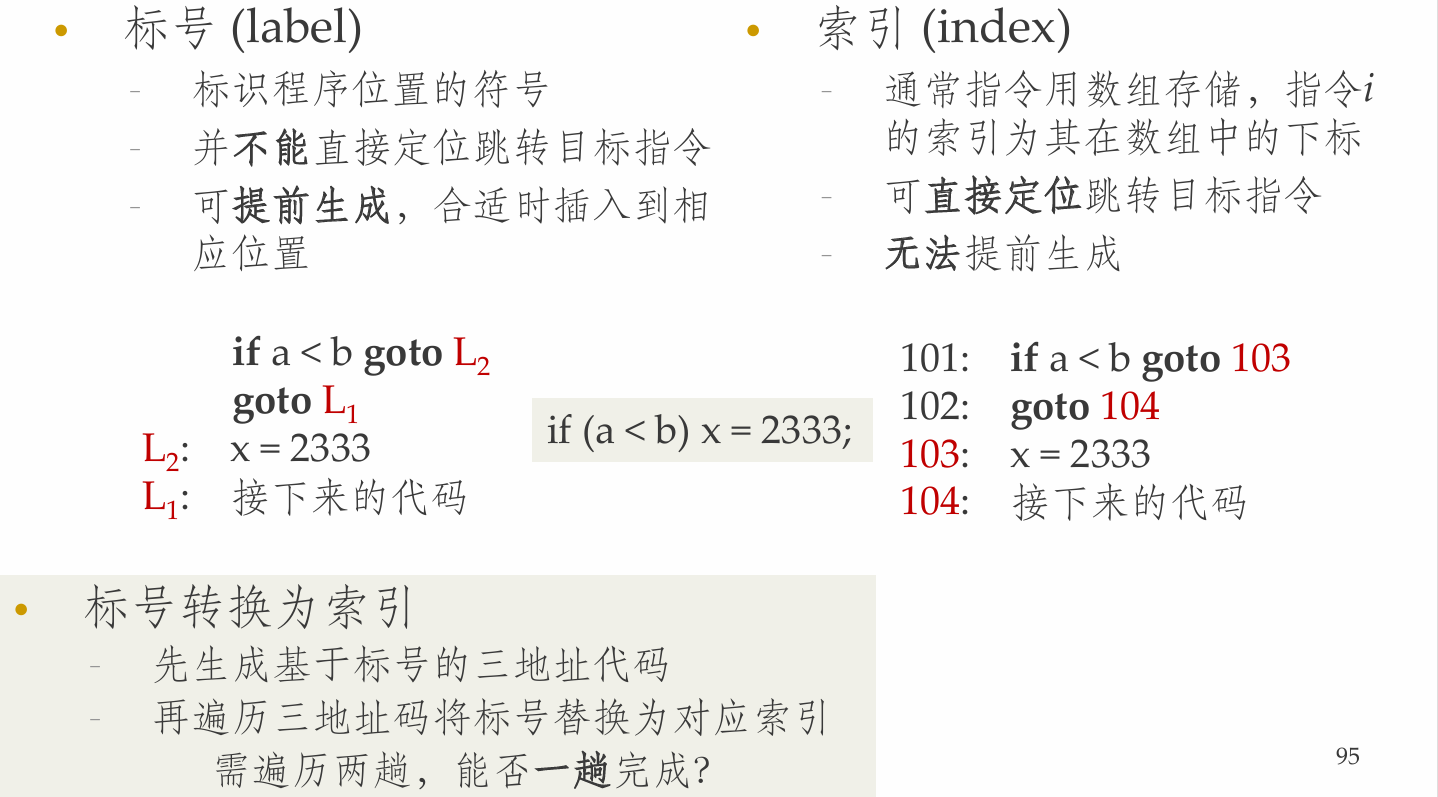 • 标号 (label)
– 标识程序位置的符号
– 并不能直接定位跳转目标指令
– 可提前生成，合适时插入到相
应位置
if a < b goto L₂
goto L₁
L₂: x = 2333
L₁: 接下来的代码
if (a < b) x = 2333;
• 索引 (index)
– 通常指令用数组存储，指令i
的索引为其在数组中的下标
– 可直接定位跳转目标指令
– 无法提前生成
101: if a < b goto 103
102: goto 104
103: x = 2333
104: 接下来的代码
• 标号转换为索引
– 先生成基于标号的三地址代码
– 再遍历三地址码将标号替换为对应索引
需遍历两趟，能否一趟完成？
95